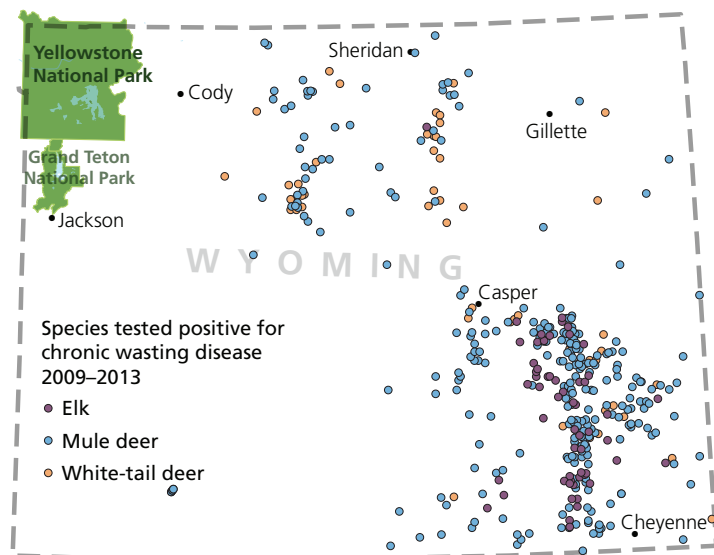 Yellowstone
National Park
Sheridan
Cody
Gillette
Grand Teton
National Park
Jackson
WYOMING
Casper
Species tested positive for
chronic wasting disease
2009–2013
Elk
Mule deer
White-tail deer
Cheyenne